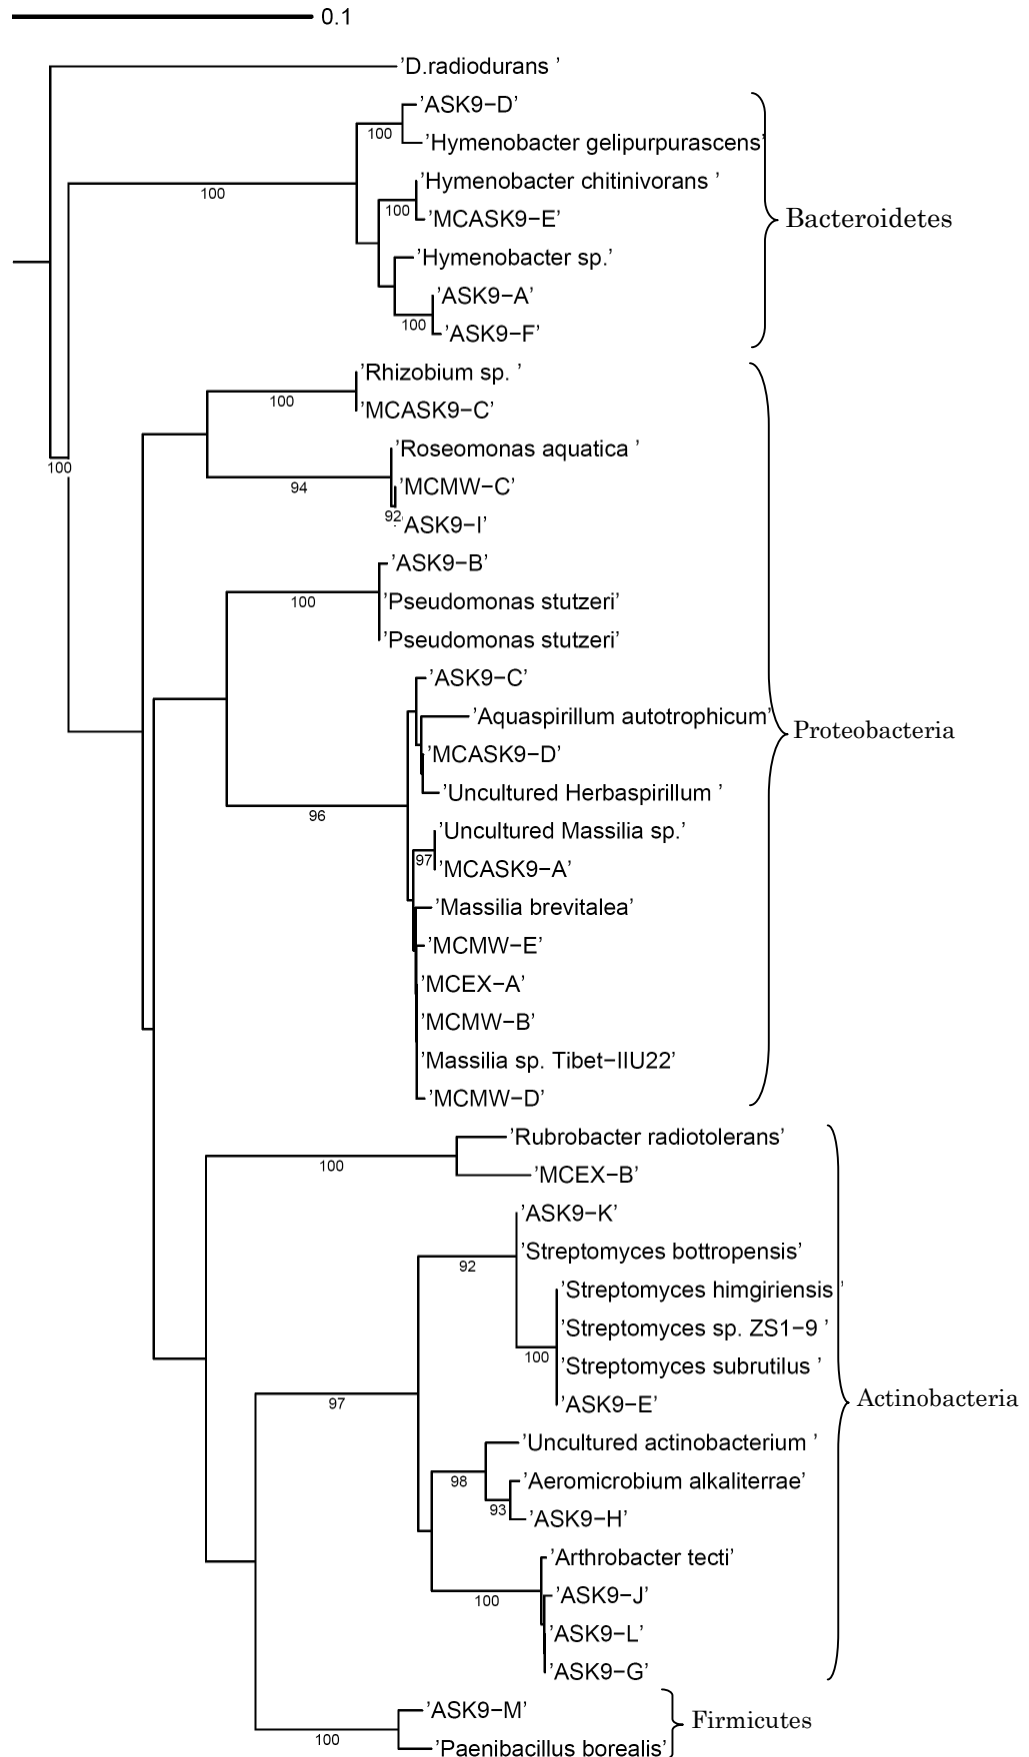 0.1
’D.radiodurans ’
’ASK9−D’
100
’Hymenobacter gelipurpurascens’
’Hymenobacter chitinivorans ’
100
100
’MCASK9−E’
Bacteroidetes
’Hymenobacter sp.’
’ASK9−A’
100
’ASK9−F’
’Rhizobium sp. ’
100
’MCASK9−C’
’Roseomonas aquatica ’
100
94
’MCMW−C’
92
’ASK9−I’
’ASK9−B’
100
’Pseudomonas stutzeri’
’Pseudomonas stutzeri’
’ASK9−C’
’Aquaspirillum autotrophicum’
Proteobacteria
’MCASK9−D’
’Uncultured Herbaspirillum ’
96
’Uncultured Massilia sp.’
97
’MCASK9−A’
’Massilia brevitalea’
’MCMW−E’
’MCEX−A’
’MCMW−B’
’Massilia sp. Tibet−IIU22’
’MCMW−D’
’Rubrobacter radiotolerans’
100
’MCEX−B’
’ASK9−K’
’Streptomyces bottropensis’
92
’Streptomyces himgiriensis ’
’Streptomyces sp. ZS1−9 ’
100
’Streptomyces subrutilus ’
97
’ASK9−E’
Actinobacteria
’Uncultured actinobacterium ’
98
’Aeromicrobium alkaliterrae’
93
’ASK9−H’
’Arthrobacter tecti’
100
’ASK9−J’
’ASK9−L’
’ASK9−G’
’ASK9−M’
Firmicutes
100
’Paenibacillus borealis’